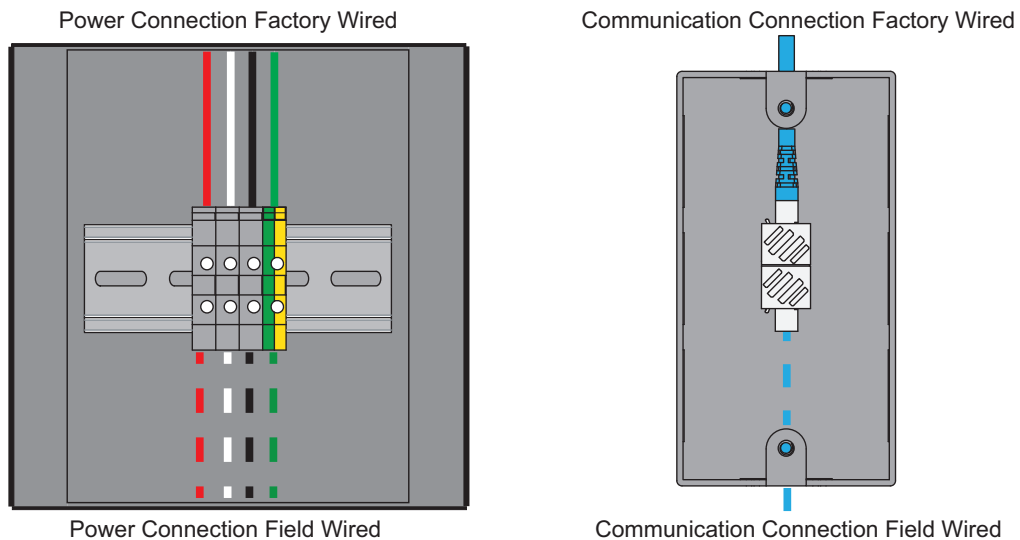 Power Connection Factory Wired
Communication Connection Factory Wired
Power Connection Field Wired
Communication Connection Field Wired